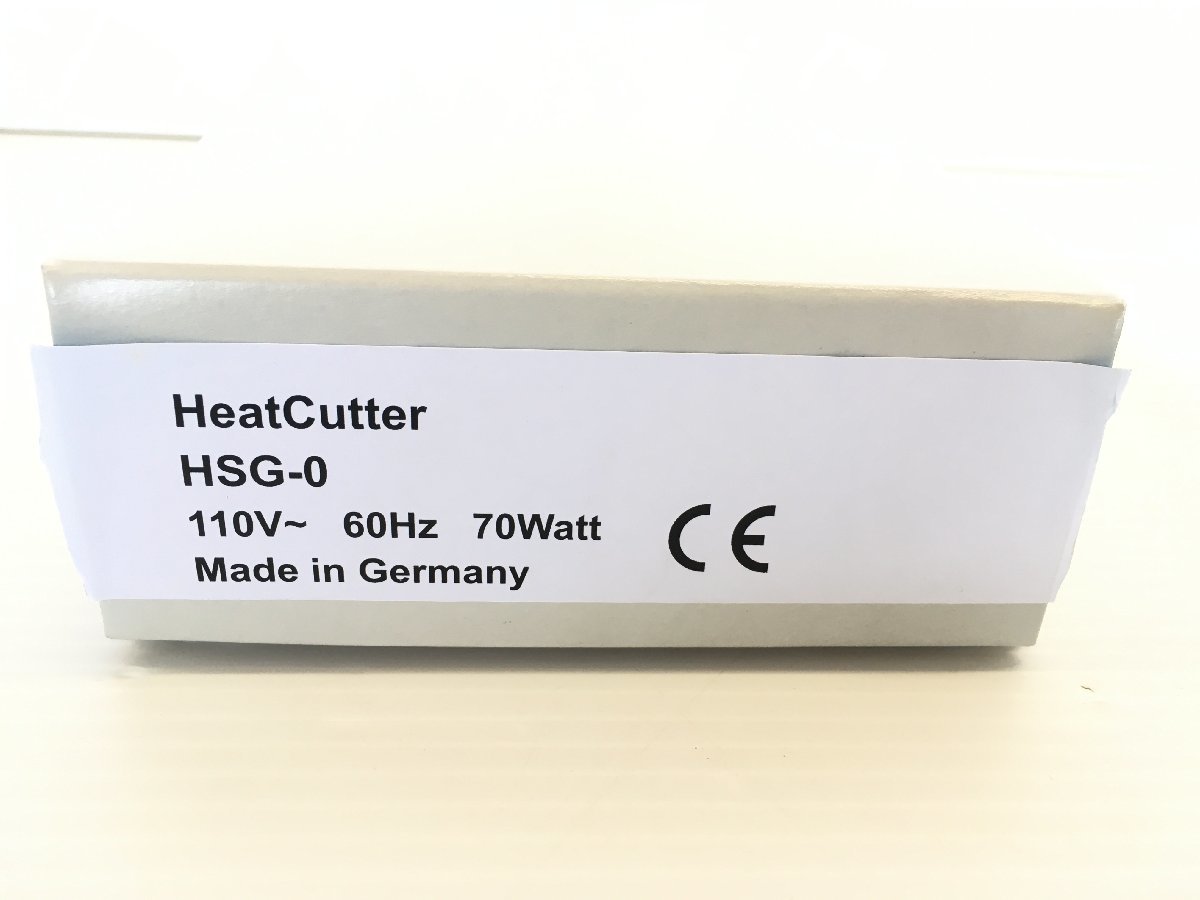 HeatCutter
HSG-0
110V~ 60Hz 70Watt CE
Made in Germany